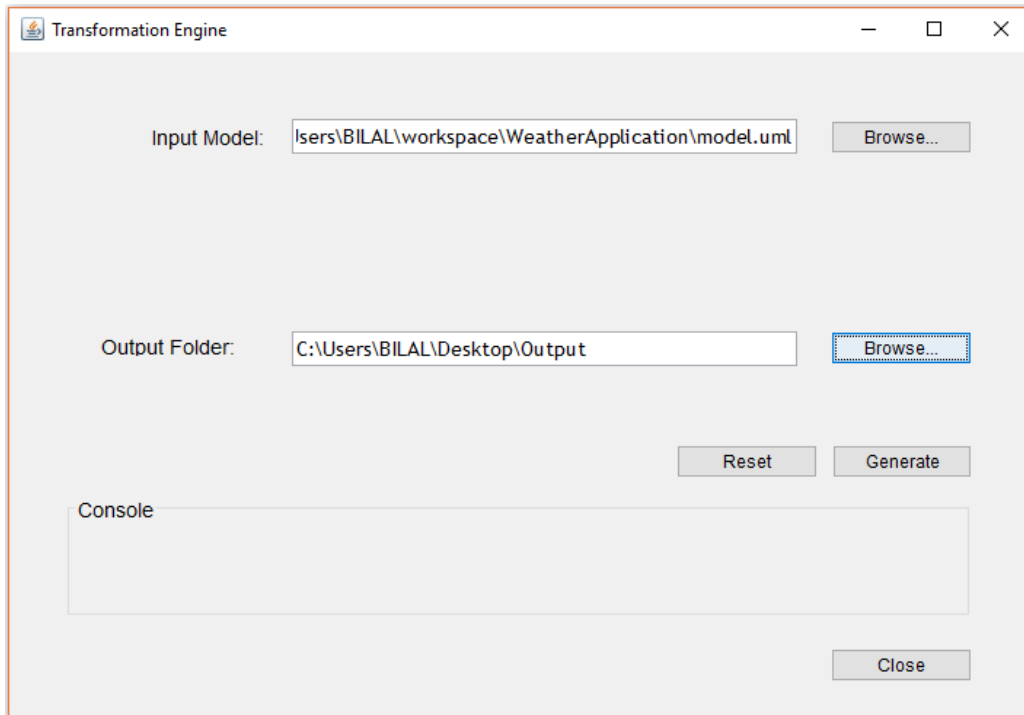 Transformation Engine
Input Model: sers\BILAL\workspace\WeatherApplication\model.uml Browse...
Output Folder: C:\Users\BILAL\Desktop\Output Browse...
Reset Generate
Console
Close